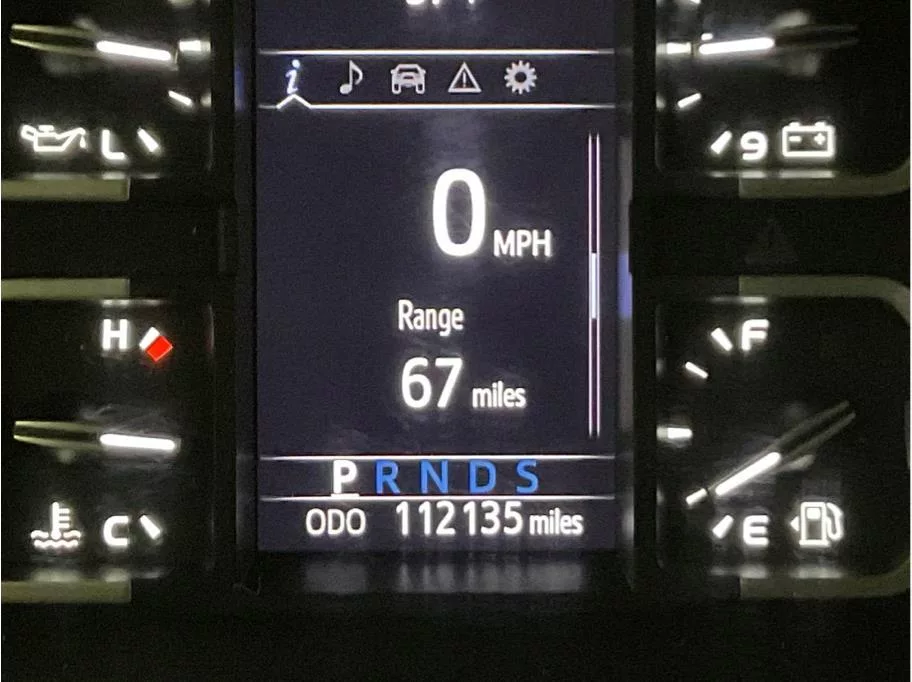 L
9
0 MPH
Range
67 miles
H
F
P R N D S
C
ODO 112135 miles
E